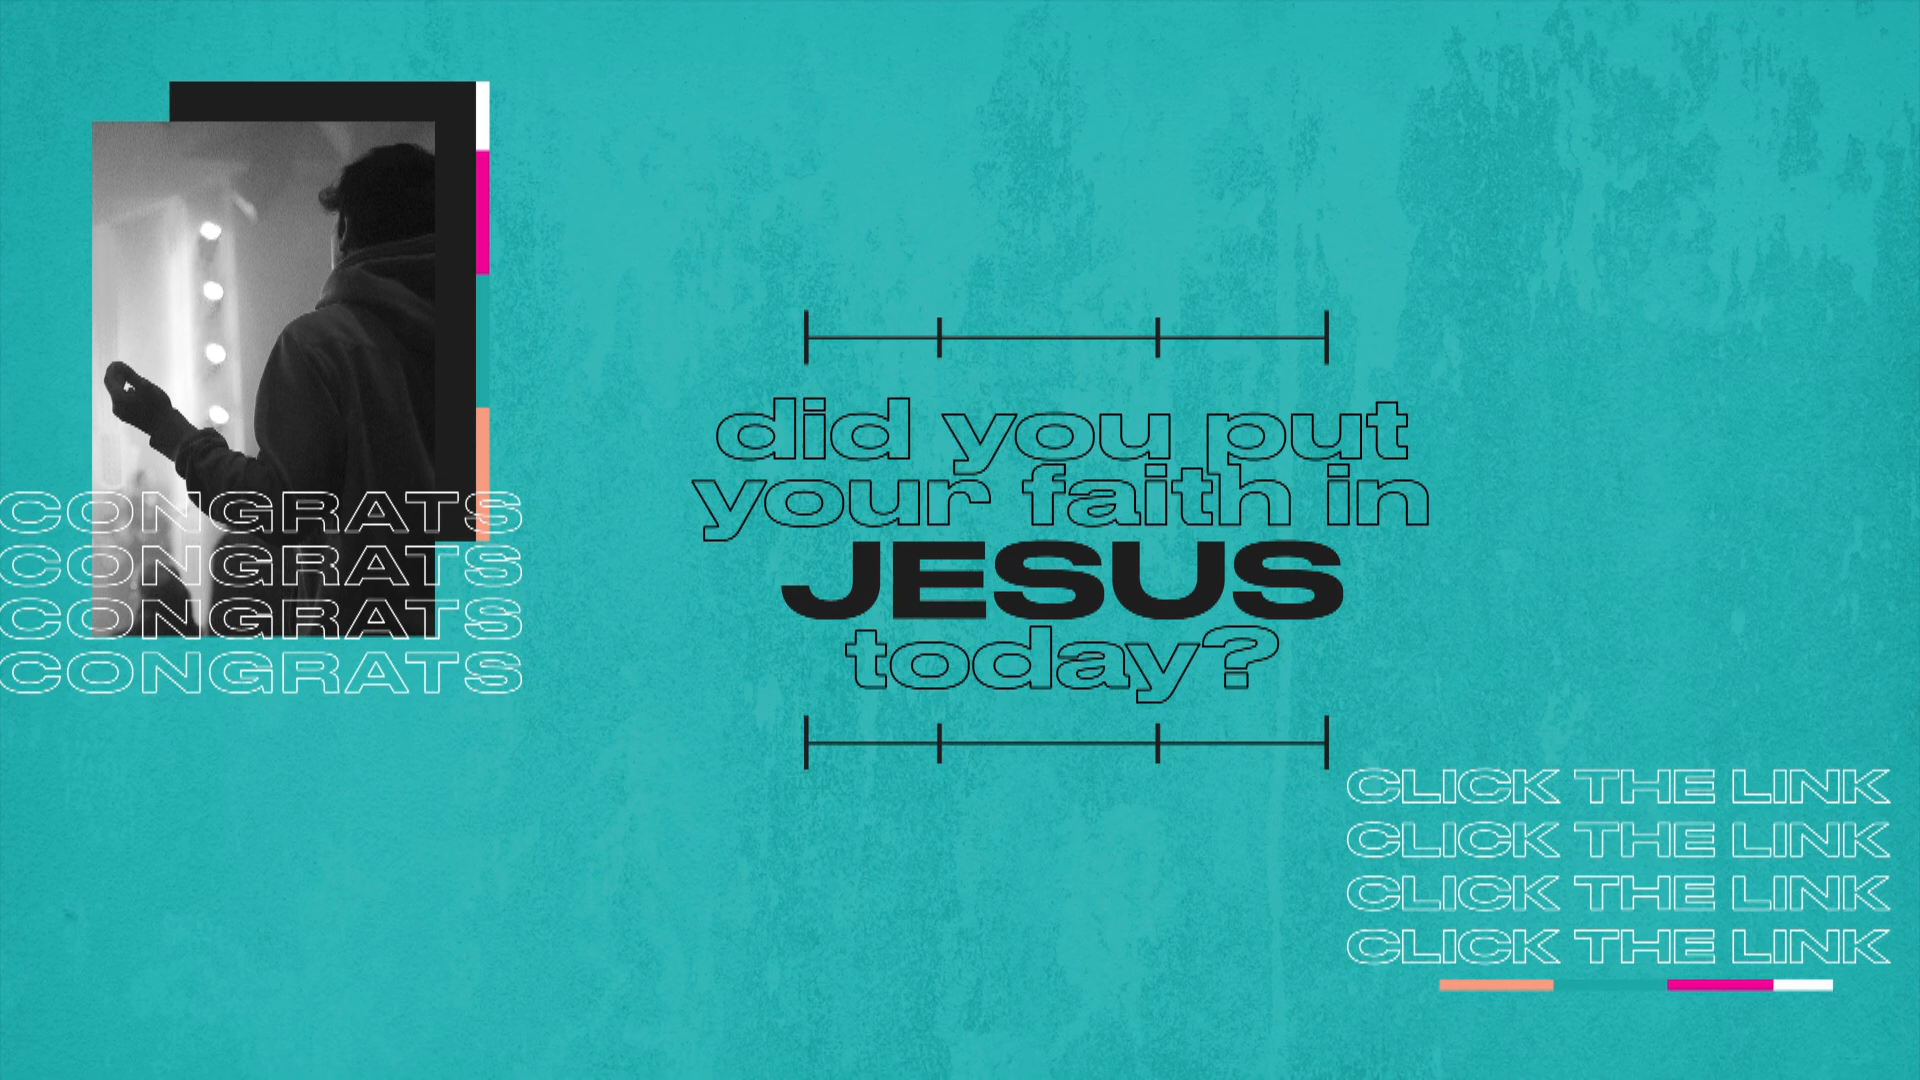 CONGRATS
CONGRATS
CONGRATS
CONGRATS
did you put
your faith in
JESUS
today?
CLICK THE LINK
CLICK THE LINK
CLICK THE LINK
CLICK THE LINK